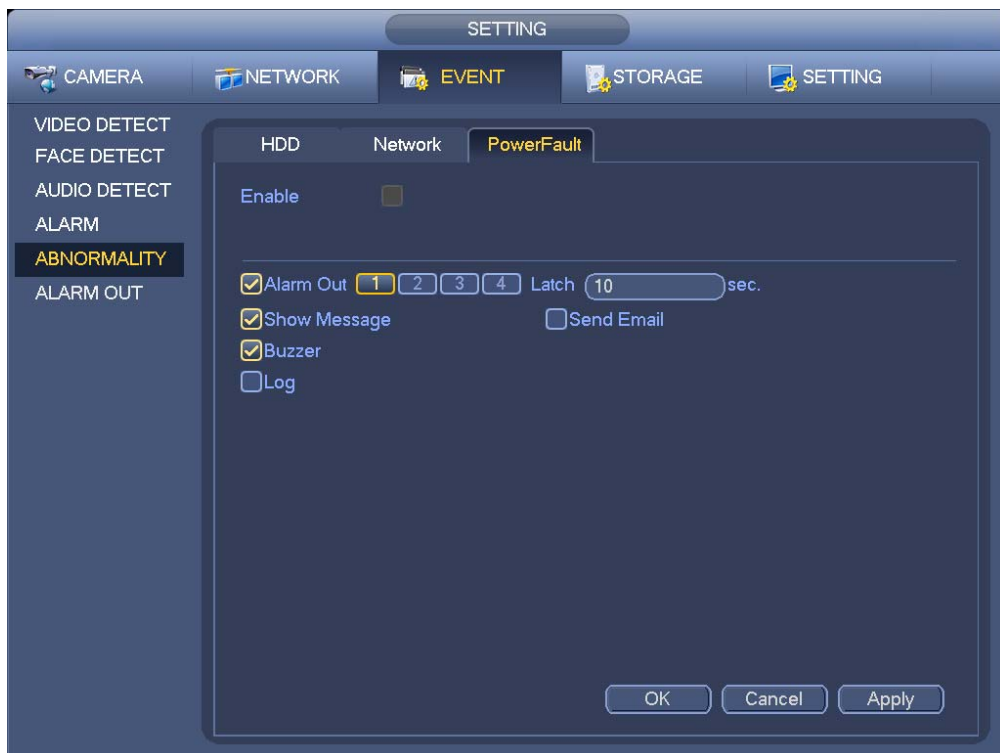 SETTING
CAMERA NETWORK EVENT STORAGE SETTING
VIDEO DETECT
FACE DETECT
AUDIO DETECT
ALARM
ABNORMALITY
ALARM OUT
HDD Network PowerFault
Enable
Alarm Out 1 2 3 4 Latch 10 sec.
Show Message Send Email
Buzzer
Log
OK Cancel Apply